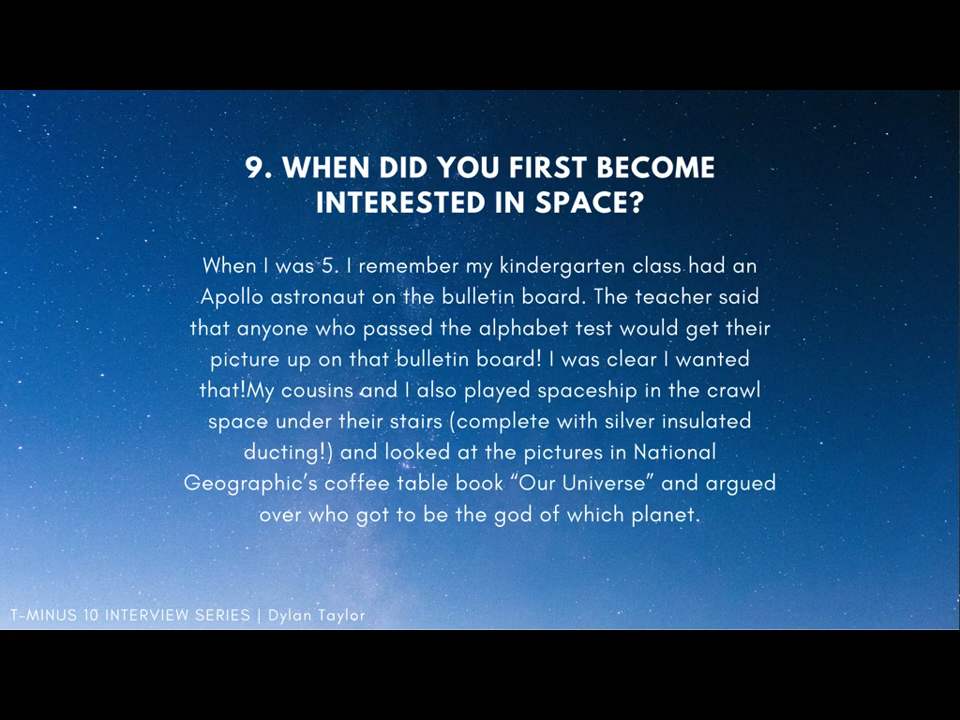 9. WHEN DID YOU FIRST BECOME
INTERESTED IN SPACE?
When I was 5. I remember my kindergarten class had an
Apollo astronaut on the bulletin board. The teacher said
that anyone who passed the alphabet test would get their
picture up on that bulletin board! I was clear I wanted
that!My cousins and I also played spaceship in the crawl
space under their stairs (complete with silver insulated
ducting!) and looked at the pictures in National
Geographic’s coffee table book “Our Universe” and argued
over who got to be the god of which planet.
T-MINUS 10 INTERVIEW SERIES | Dylan Taylor